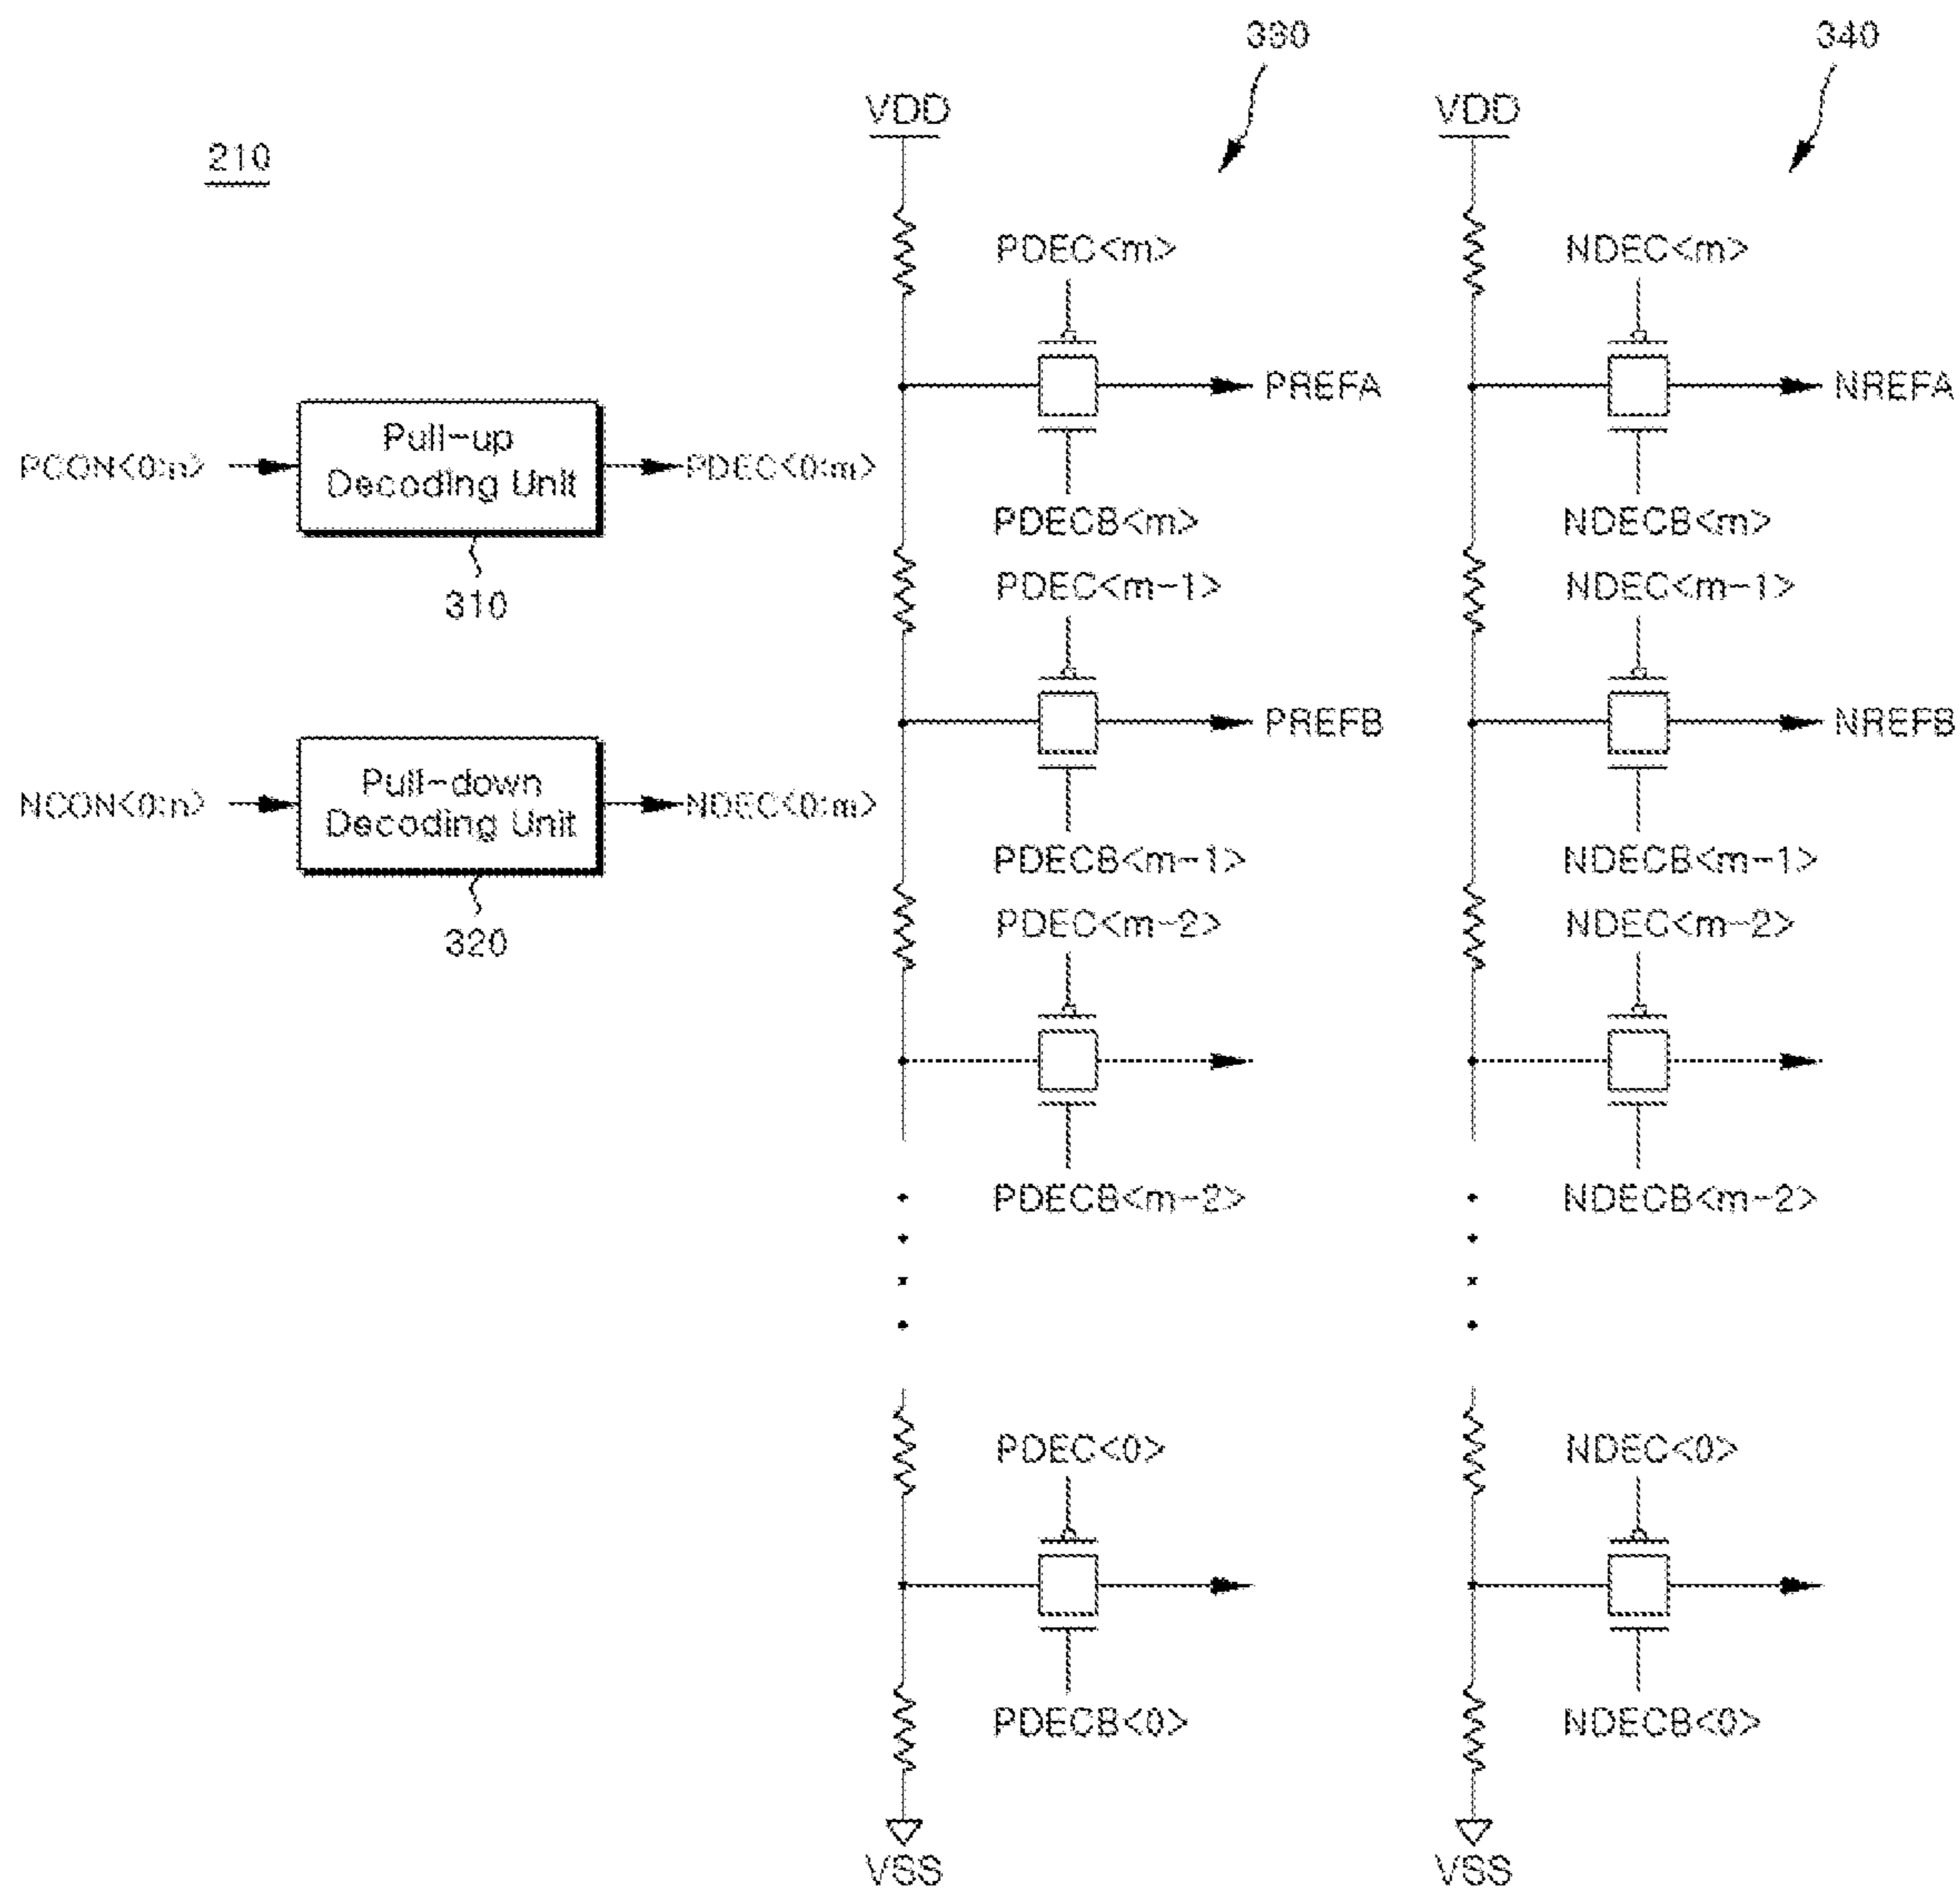 330
340
VDD
VDD
210
PDEC<m>
NDEC<m>
PREFA
NREFA
Pull-up
Decoding Unit
PCON<0:n>
PDEC<0:m>
PDECB<m>
NDECB<m>
310
PDEC<m-1>
NDEC<m-1>
PREFB
NREFB
Pull-down
Decoding Unit
NCON<0:n>
NDEC<0:m>
PDECB<m-1>
NDECB<m-1>
320
PDEC<m-2>
NDEC<m-2>
PDECB<m-2>
NDECB<m-2>
PDEC<0>
NDEC<0>
PDECB<0>
NDECB<0>
VSS
VSS